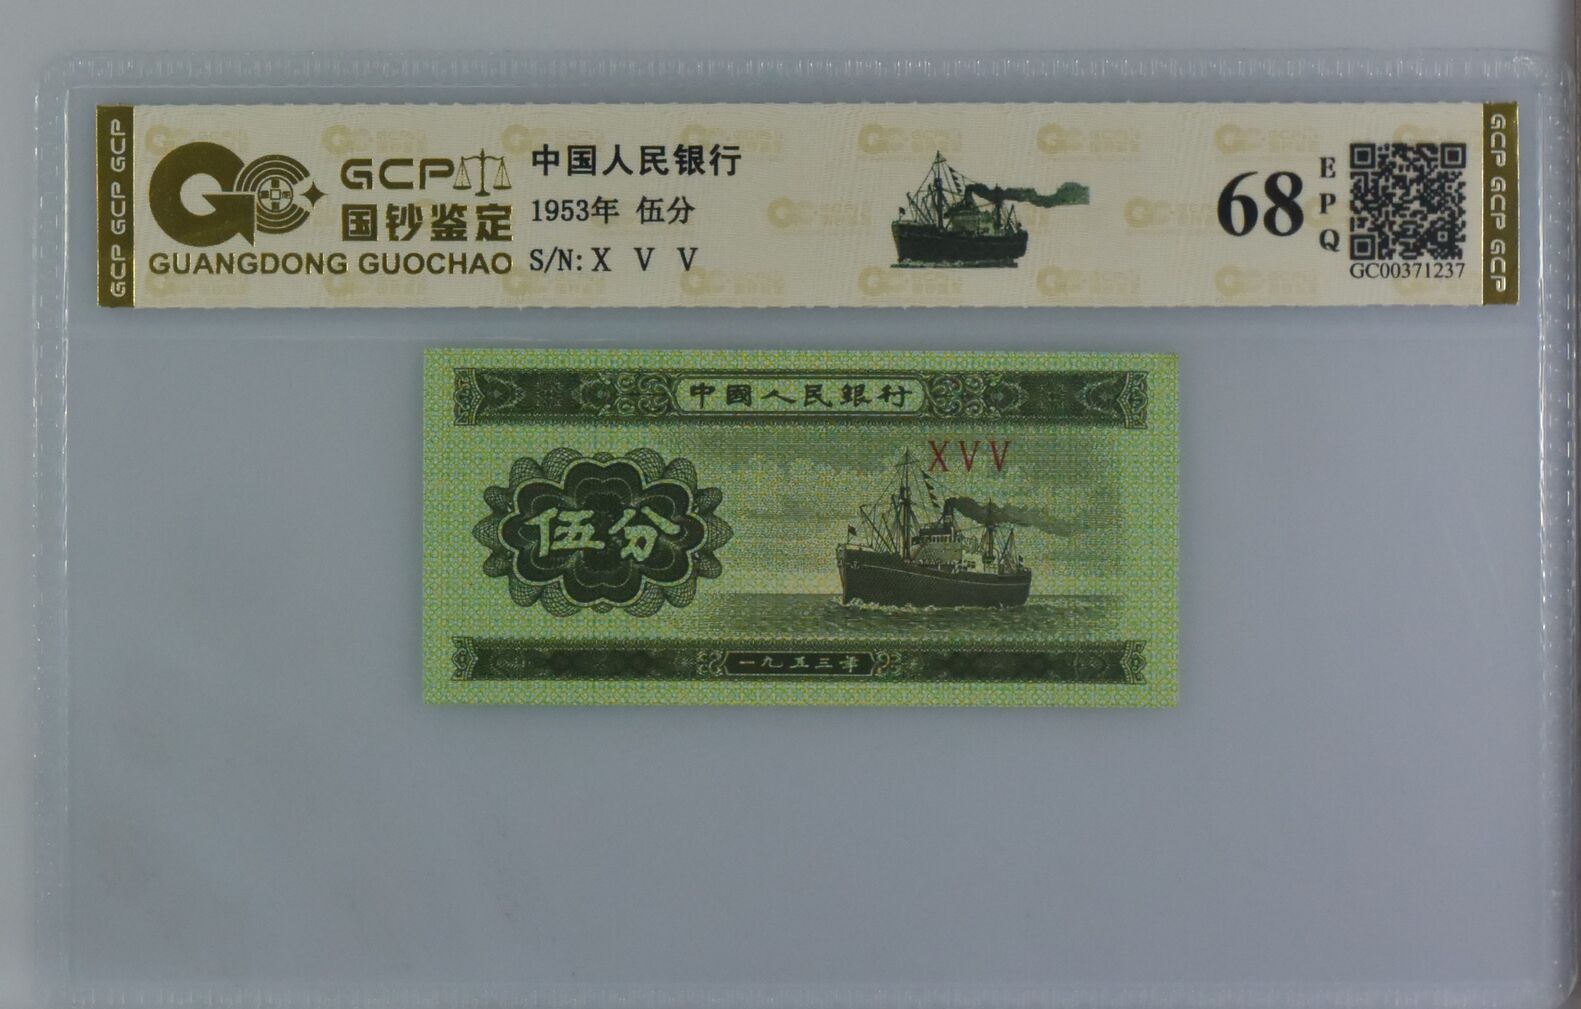 GCP GCP GCP
GCP
国钞鉴定
GUANGDONG GUOCHAO
中国人民银行
1953年 伍分
S/N: X V V
68
EPQ
GC00371237
GCP GCP GCP
中國人民銀行
XVV
伍分
一九五三年